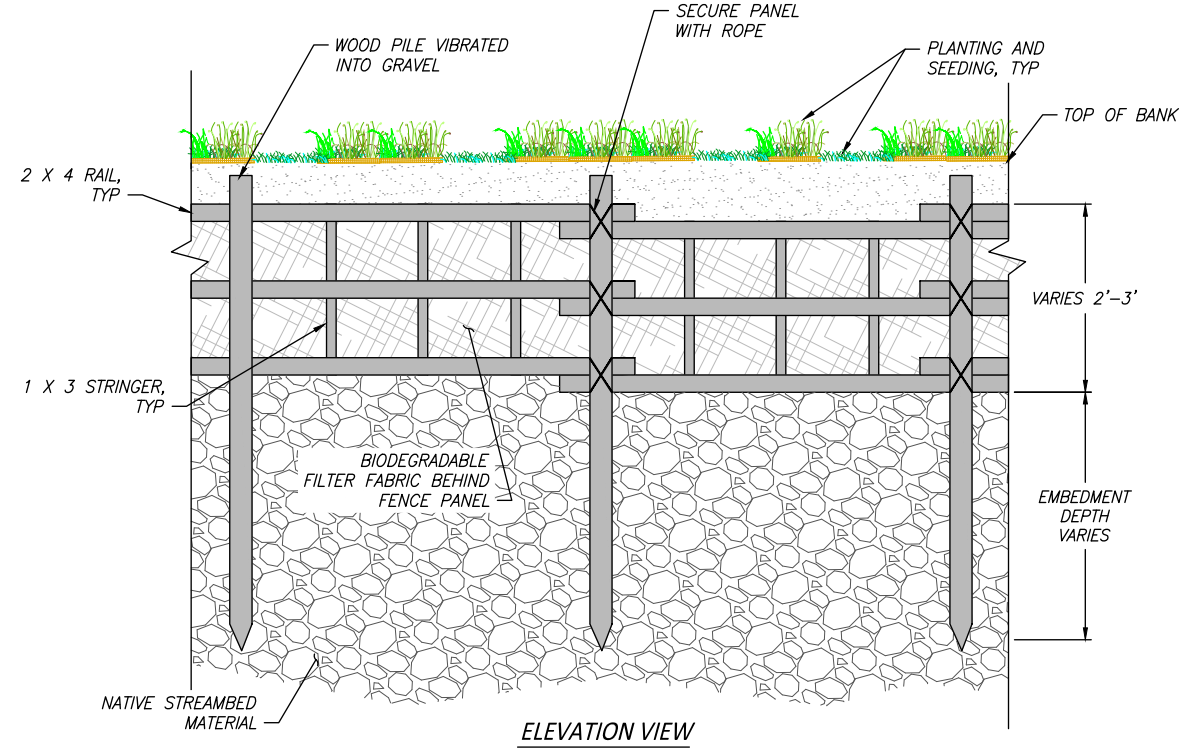 SECURE PANEL
WITH ROPE
WOOD PILE VIBRATED
INTO GRAVEL
PLANTING AND
SEEDING, TYP
TOP OF BANK
2 X 4 RAIL,
TYP
VARIES 2'-3'
1 X 3 STRINGER,
TYP
BIODEGRADABLE
FILTER FABRIC BEHIND
FENCE PANEL
EMBEDMENT
DEPTH
VARIES
NATIVE STREAMBED
MATERIAL
ELEVATION VIEW